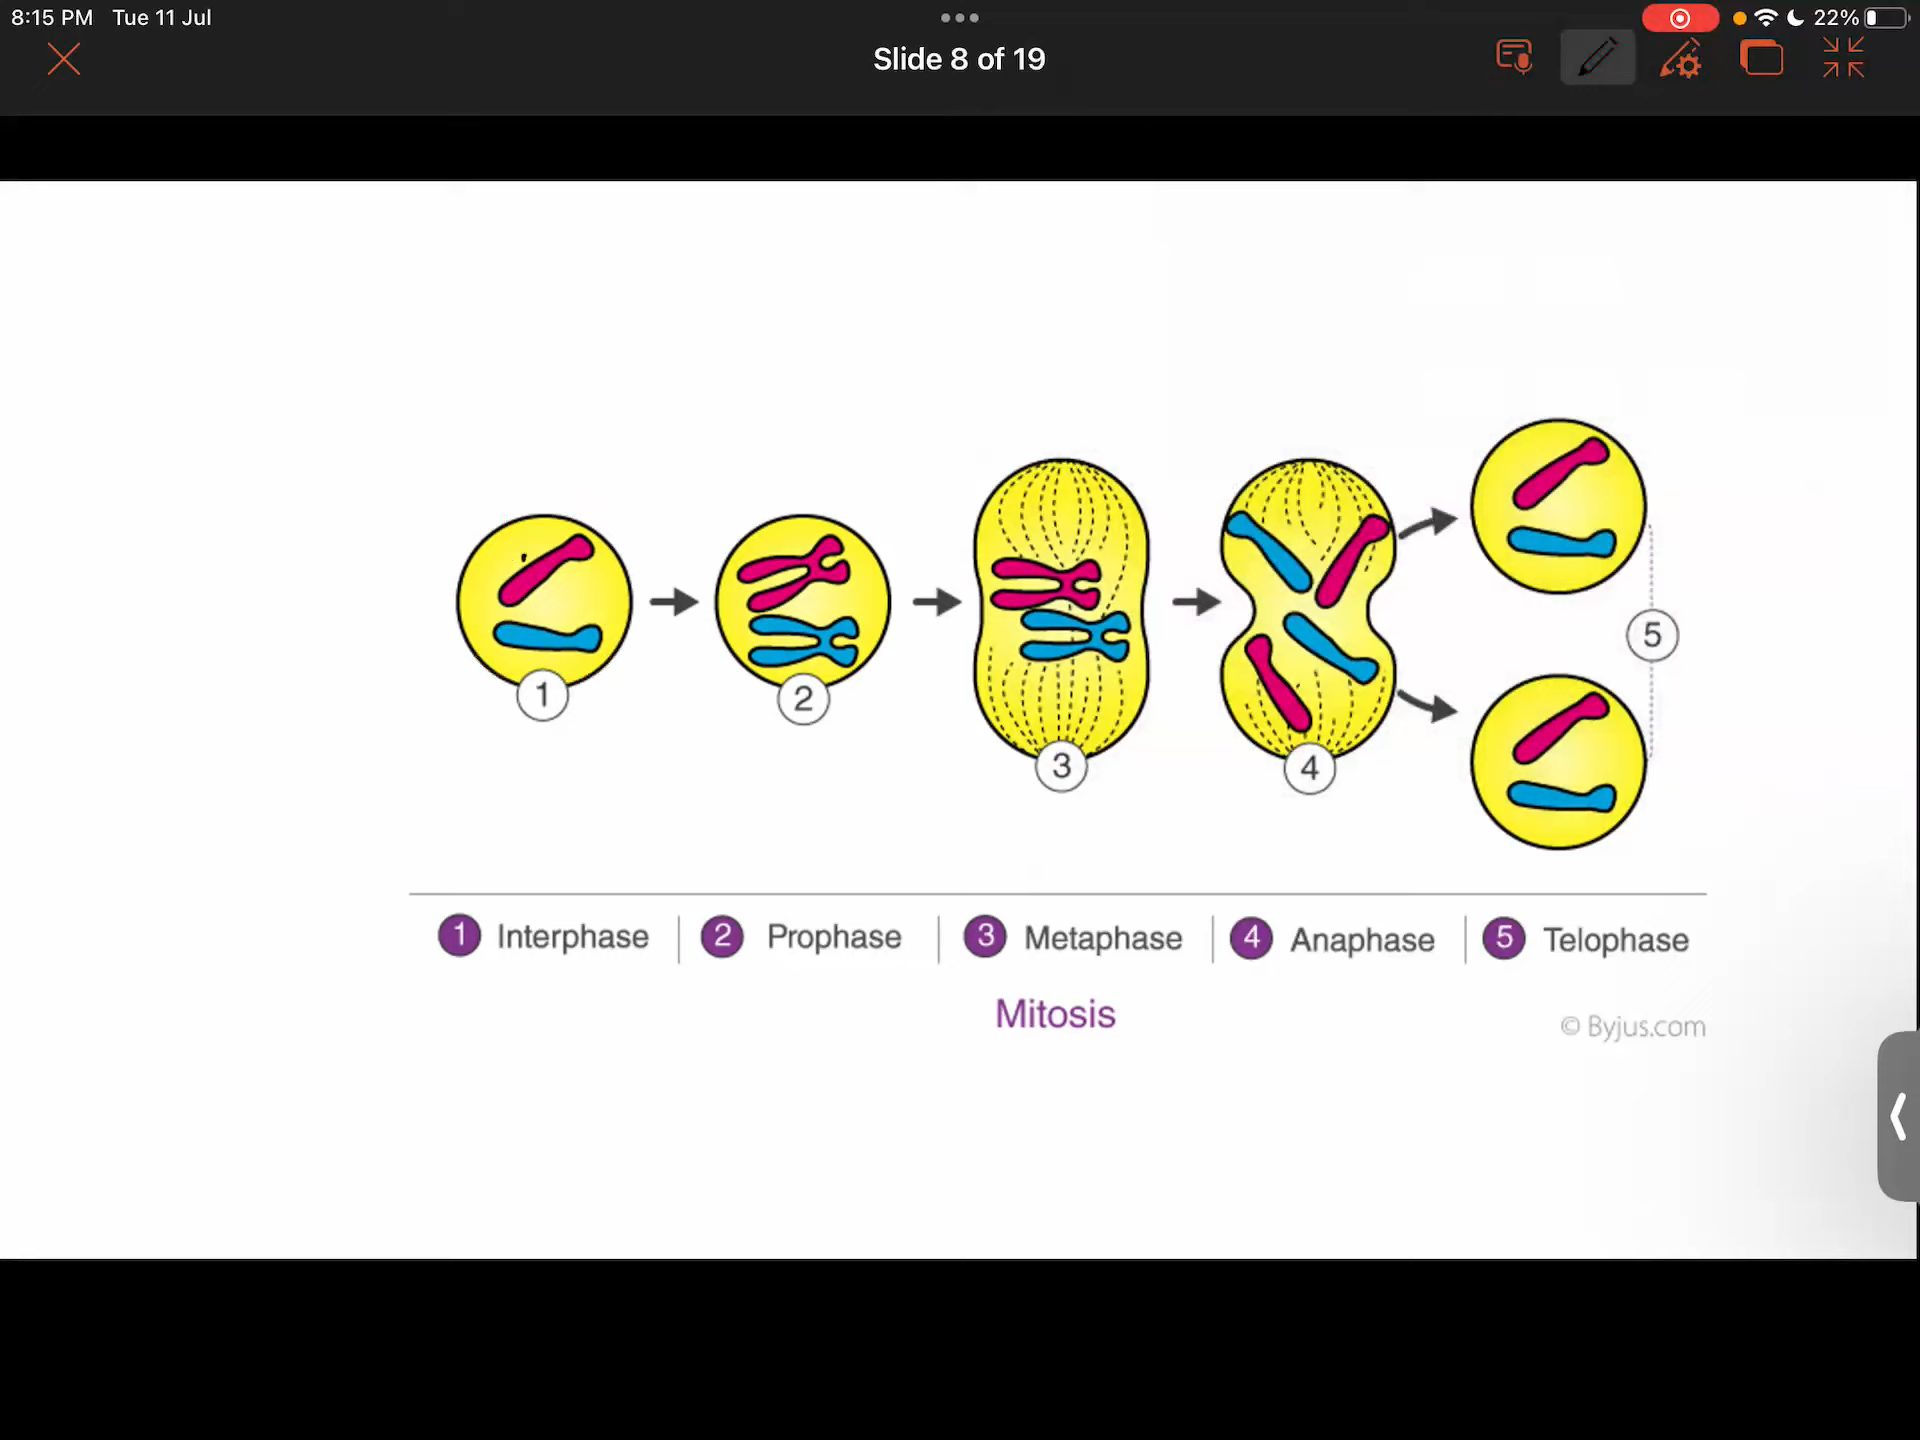 8:15 PM Tue 11 Jul
22%
Slide 8 of 19
1
2
3
4
5
1 Interphase
2 Prophase
3 Metaphase
4 Anaphase
5 Telophase
Mitosis
© Byjus.com